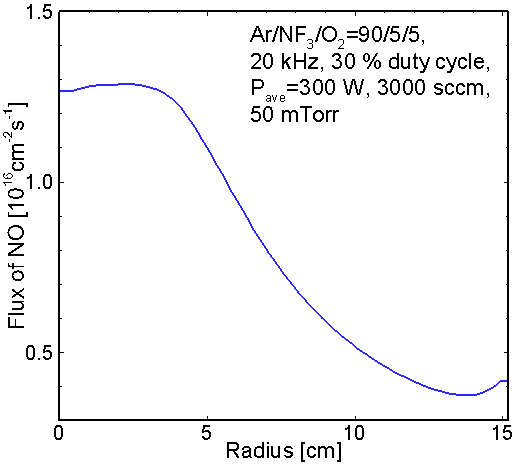 1.5
Ar/NF3/O2=90/5/5,
20 kHz, 30 % duty cycle,
Pave=300 W, 3000 sccm,
50 mTorr
1.0
0.5
Flux of NO [10^16cm^-2s^-1]
0 5 10 15
Radius [cm]